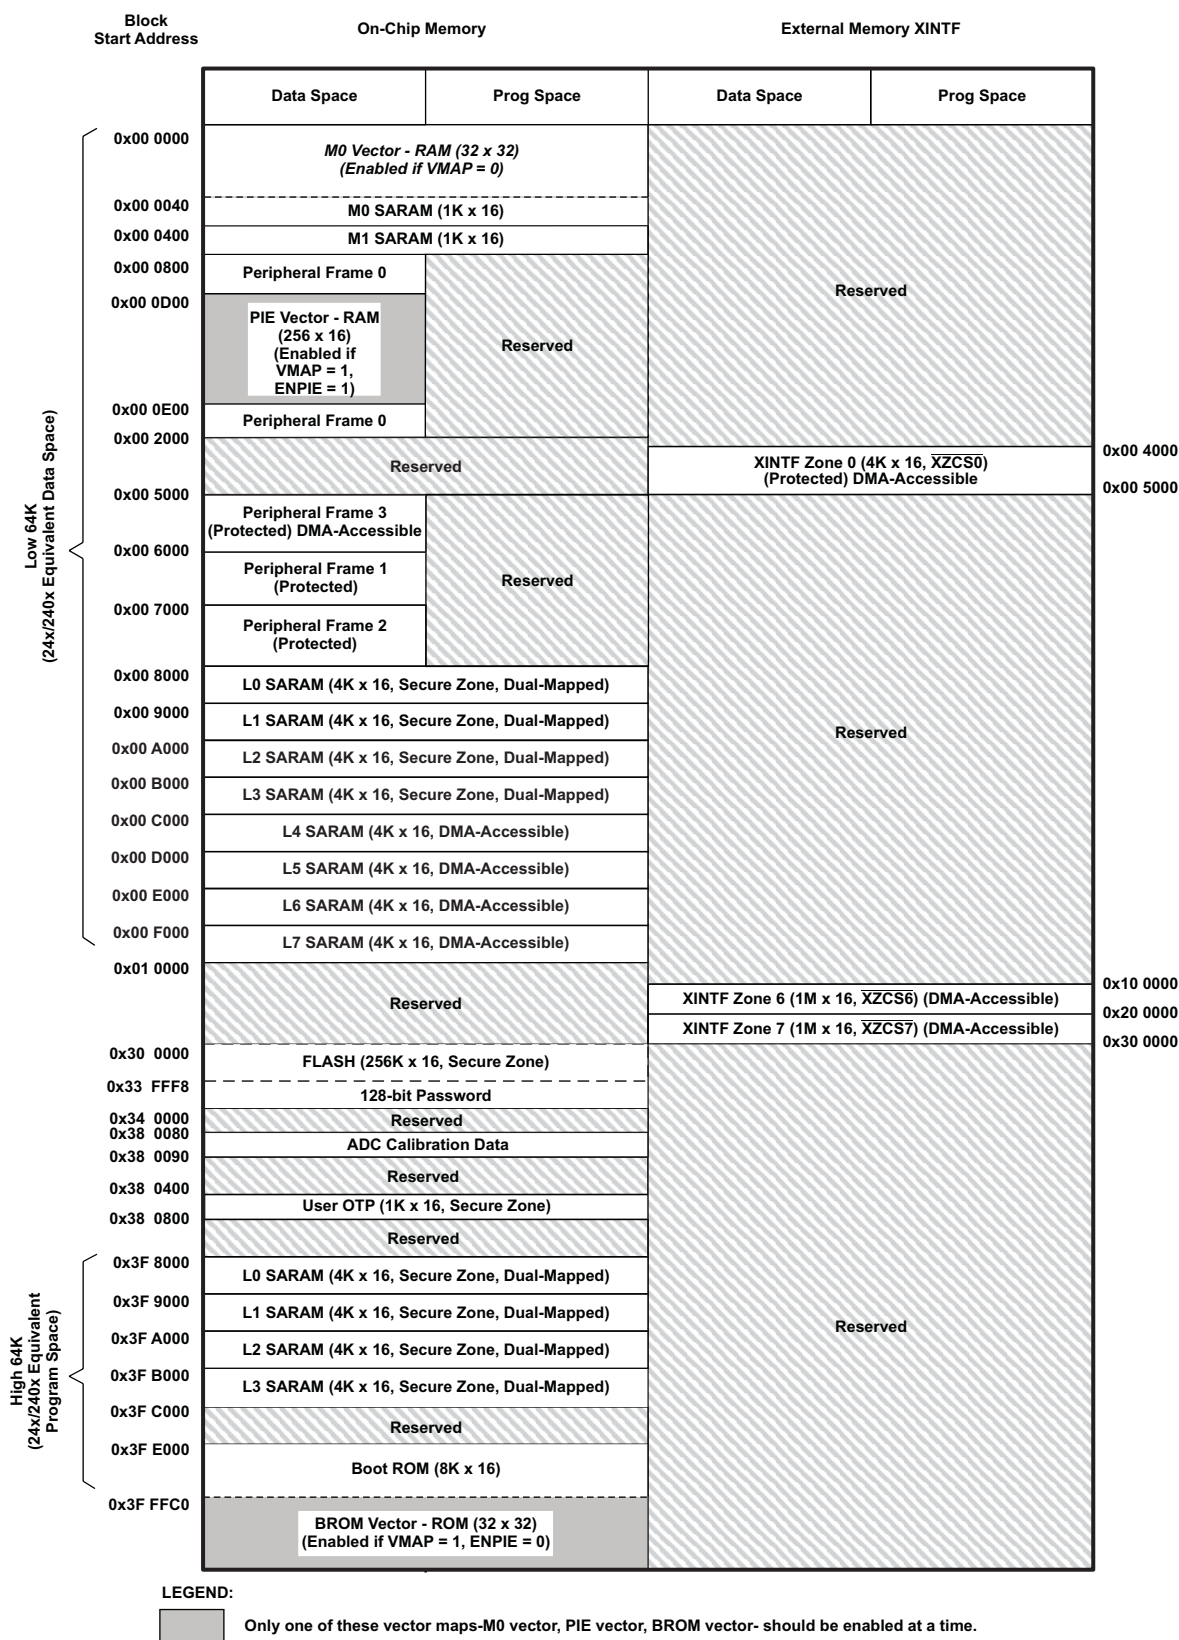 Block
Start Address
On-Chip Memory
External Memory XINTF
Data Space
Prog Space
Data Space
Prog Space
0x00 0000
M0 Vector - RAM (32 x 32)
(Enabled if VMAP = 0)
0x00 0040
M0 SARAM (1K x 16)
0x00 0400
M1 SARAM (1K x 16)
0x00 0800
Peripheral Frame 0
0x00 0D00
PIE Vector - RAM
(256 x 16)
(Enabled if
VMAP = 1,
ENPIE = 1)
Reserved
Reserved
0x00 0E00
Peripheral Frame 0
0x00 2000
Reserved
XINTF Zone 0 (4K x 16, XZCS0)
(Protected) DMA-Accessible
0x00 4000
0x00 5000
0x00 5000
Peripheral Frame 3
(Protected) DMA-Accessible
0x00 6000
Peripheral Frame 1
(Protected)
Reserved
0x00 7000
Peripheral Frame 2
(Protected)
Low 64K
(24x/240x Equivalent Data Space)
0x00 8000
L0 SARAM (4K x 16, Secure Zone, Dual-Mapped)
0x00 9000
L1 SARAM (4K x 16, Secure Zone, Dual-Mapped)
Reserved
0x00 A000
L2 SARAM (4K x 16, Secure Zone, Dual-Mapped)
0x00 B000
L3 SARAM (4K x 16, Secure Zone, Dual-Mapped)
0x00 C000
L4 SARAM (4K x 16, DMA-Accessible)
0x00 D000
L5 SARAM (4K x 16, DMA-Accessible)
0x00 E000
L6 SARAM (4K x 16, DMA-Accessible)
0x00 F000
L7 SARAM (4K x 16, DMA-Accessible)
0x01 0000
Reserved
XINTF Zone 6 (1M x 16, XZCS6) (DMA-Accessible)
0x10 0000
0x20 0000
XINTF Zone 7 (1M x 16, XZCS7) (DMA-Accessible)
0x30 0000
0x30 0000
FLASH (256K x 16, Secure Zone)
0x33 FFF8
128-bit Password
0x34 0000
Reserved
0x38 0080
ADC Calibration Data
0x38 0090
Reserved
0x38 0400
User OTP (1K x 16, Secure Zone)
0x38 0800
Reserved
0x3F 8000
L0 SARAM (4K x 16, Secure Zone, Dual-Mapped)
0x3F 9000
L1 SARAM (4K x 16, Secure Zone, Dual-Mapped)
Reserved
0x3F A000
L2 SARAM (4K x 16, Secure Zone, Dual-Mapped)
0x3F B000
L3 SARAM (4K x 16, Secure Zone, Dual-Mapped)
High 64K
(24x/240x Equivalent
Program Space)
0x3F C000
Reserved
0x3F E000
Boot ROM (8K x 16)
0x3F FFC0
BROM Vector - ROM (32 x 32)
(Enabled if VMAP = 1, ENPIE = 0)
LEGEND:
Only one of these vector maps-M0 vector, PIE vector, BROM vector- should be enabled at a time.